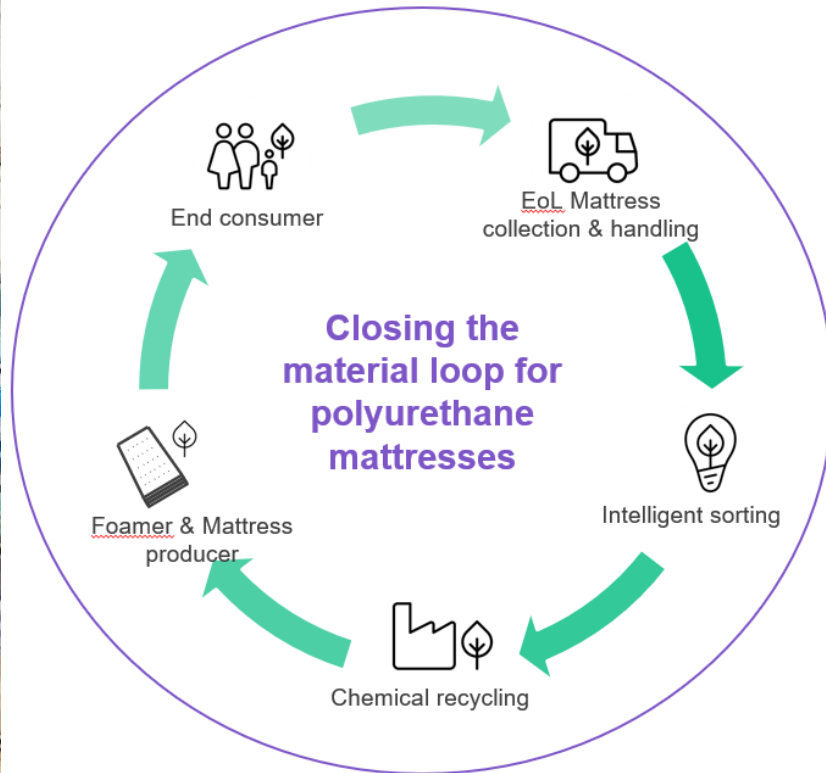 End consumer
EoL Mattress
collection & handling
Closing the
material loop for
polyurethane
mattresses
Intelligent sorting
Foamer & Mattress
producer
Chemical recycling